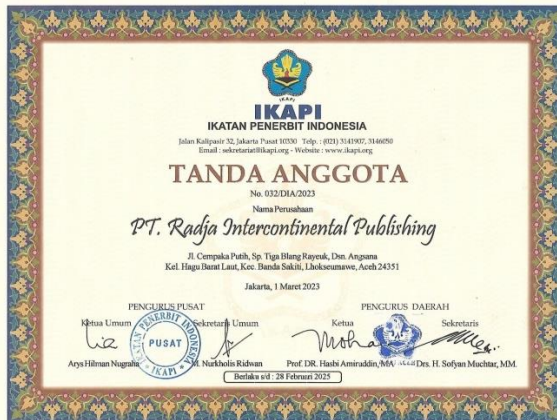 IKAPI
IKAPI
IKATAN PENERBIT INDONESIA
Jalan Kalipasir 32, Jakarta Pusat 10330 Telp. : (021) 3141907, 3146050
Email : sekretariat@ikapi.org - Website : www.ikapi.org
TANDA ANGGOTA
No. 032/DIA/2023
Nama Perusahaan
PT. Radja Intercontinental Publishing
Jl. Cempaka Putih, Sp. Tiga Blang Rayeuk, Dsn. Angsana
Kel. Hagu Barat Laut, Kec. Banda Sakti, Lhokseumawe, Aceh 24351
Jakarta, 1 Maret 2023
PENGURUS PUSAT
Ketua Umum
Sekretaris Umum
IKATAN PENERBIT INDONESIA
PUSAT
IKAPI
Arys Hilman Nugraha
M. Nurkholis Ridwan
PENGURUS DAERAH
Ketua
Sekretaris
Prof. DR. Hasbi Amiruddin, MA
Drs. H. Sofyan Muchtar, MM.
Berlaku s/d : 28 Februari 2025